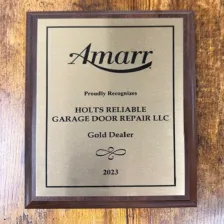 Amarr
Proudly Recognizes
HOLTS RELIABLE
GARAGE DOOR REPAIR LLC
Gold Dealer
2023